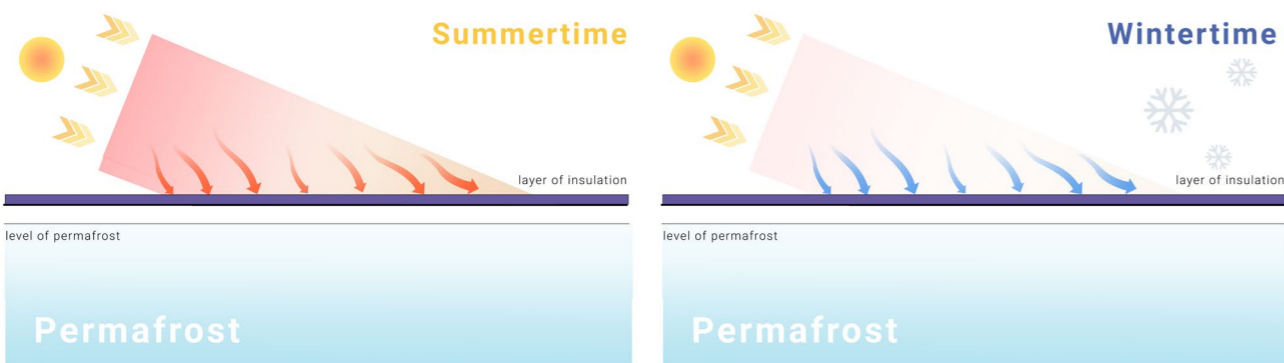 Summertime
layer of insulation
level of permafrost
Permafrost
Wintertime
layer of insulation
level of permafrost
Permafrost